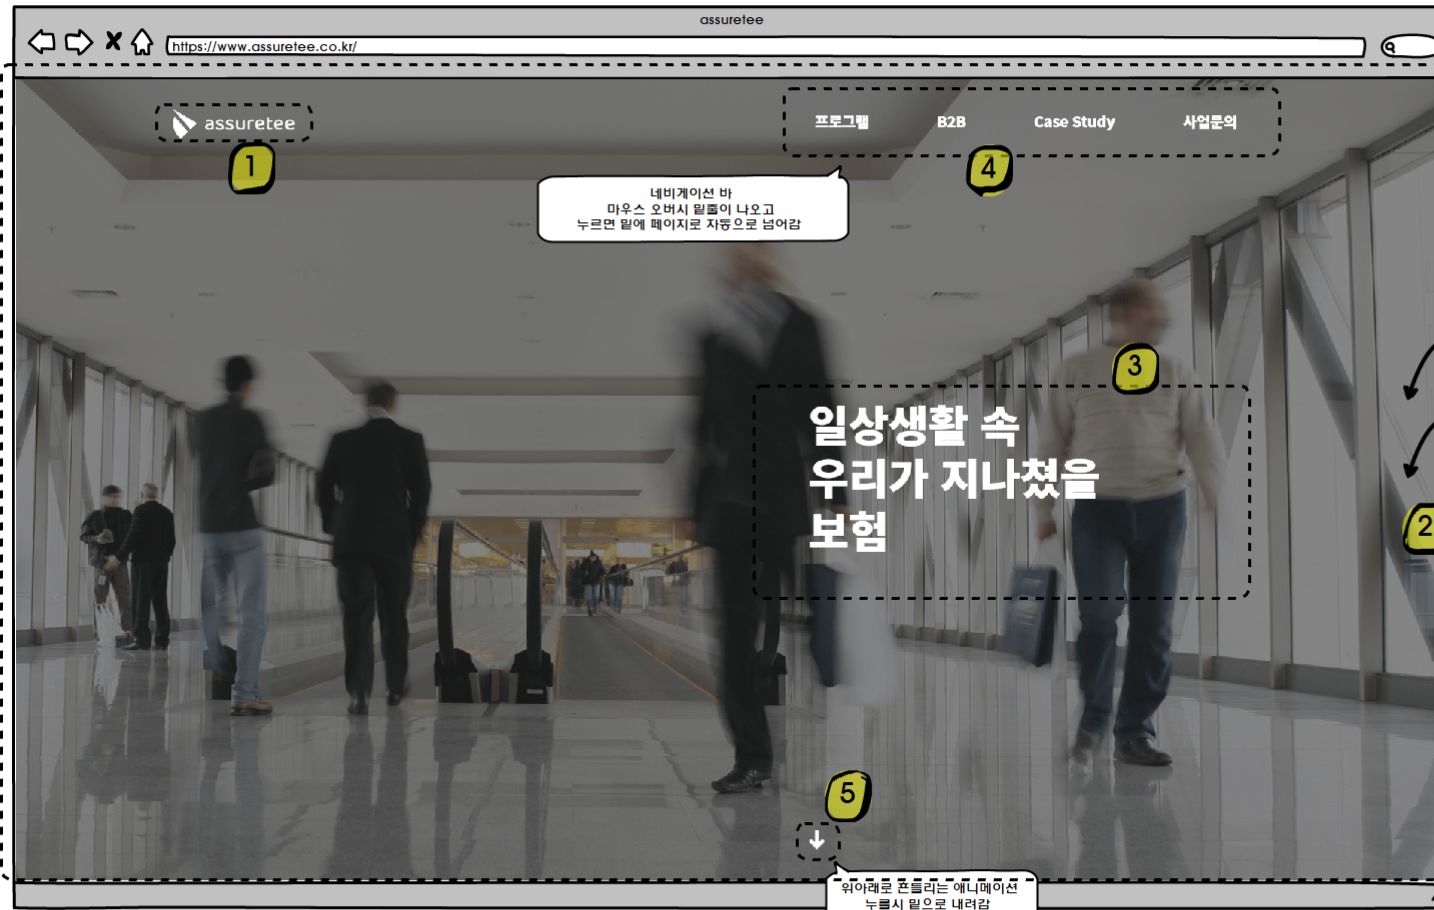 assuretee
https://www.assuretee.co.kr/
assuretee
프로그램
B2B
Case Study
사업문의
1
4
네비게이션 바
마우스 오버시 밑줄이 나오고
누르면 밑에 페이지로 자동으로 넘어감
3
일상생활 속
우리가 지나쳤을
보험
2
5
위아래로 흔들리는 애니메이션
누를시 밑으로 내려감